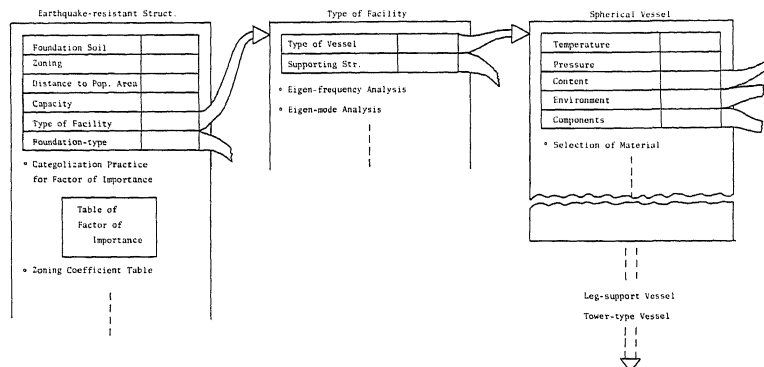 Earthquake-resistant Struct.
Foundation Soil
Zoning
Distance to Pop. Area
Capacity
Type of Facility
Foundation-type
° Categolization Practice
for Factor of Importance
Table of
Factor of
Importance
° Zoning Coefficient Table
Type of Facility
Type of Vessel
Supporting Str.
° Eigen-frequency Analysis
° Eigen-mode Analysis
Spherical Vessel
Temperature
Pressure
Content
Environment
Components
° Selection of Material
Leg-support Vessel
Tower-type Vessel